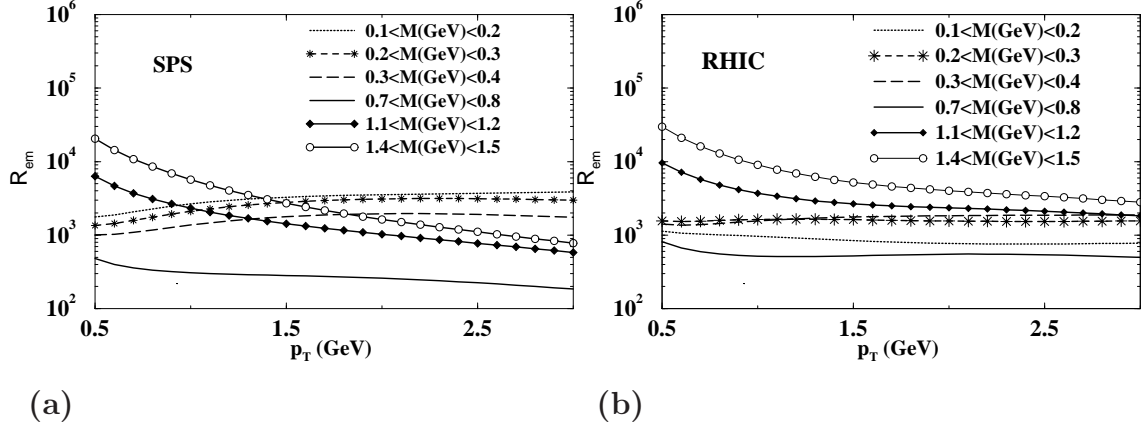 SPS
0.1<M(GeV)<0.2
0.2<M(GeV)<0.3
0.3<M(GeV)<0.4
0.7<M(GeV)<0.8
1.1<M(GeV)<1.2
1.4<M(GeV)<1.5
10^6
10^5
10^4
10^3
10^2
R_em
0.5 1.5 2.5
p_T (GeV)
(a)
RHIC
0.1<M(GeV)<0.2
0.2<M(GeV)<0.3
0.3<M(GeV)<0.4
0.7<M(GeV)<0.8
1.1<M(GeV)<1.2
1.4<M(GeV)<1.5
10^6
10^5
10^4
10^3
10^2
R_em
0.5 1.5 2.5
p_T (GeV)
(b)